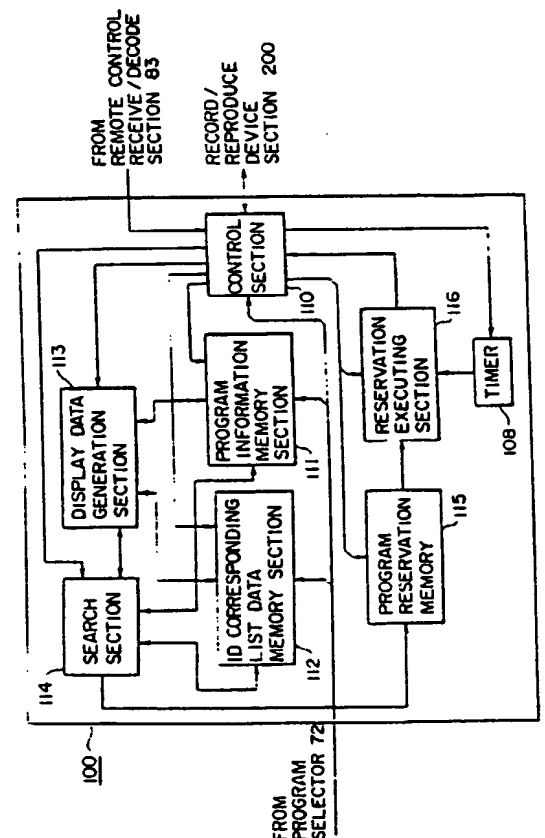 FROM
REMOTE CONTROL
RECEIVE/DECODE
SECTION 83
RECORD/
REPRODUCE
DEVICE
SECTION 200
100
114
SEARCH
SECTION
113
DISPLAY DATA
GENERATION
SECTION
CONTROL
SECTION
110
ID CORRESPONDING
LIST DATA
MEMORY SECTION
112
PROGRAM
INFORMATION
MEMORY
SECTION
111
FROM
PROGRAM
SELECTOR 72
PROGRAM
RESERVATION
MEMORY
115
RESERVATION
EXECUTING
SECTION
116
TIMER
108